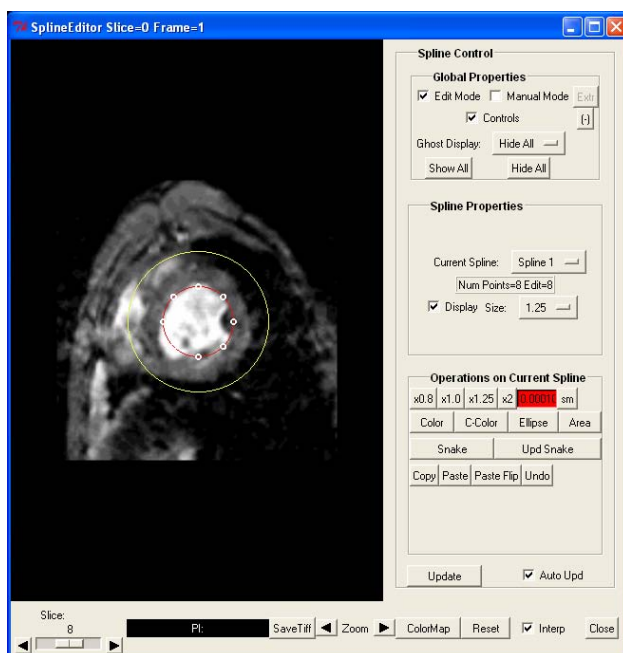 SplineEditor Slice=0 Frame=1
Spline Control
Global Properties
Edit Mode Manual Mode Extr
Controls (-)
Ghost Display: Hide All
Show All Hide All
Spline Properties
Current Spline: Spline 1
Num Points=8 Edit=8
Display Size: 1.25
Operations on Current Spline
x0.8 x1.0 x1.25 x2 sm
Color C-Color Ellipse Area
Snake Upd Snake
Copy Paste Paste Flip Undo
Update Auto Upd
Slice:
8
PI: SaveTiff Zoom ColorMap Reset Interp Close